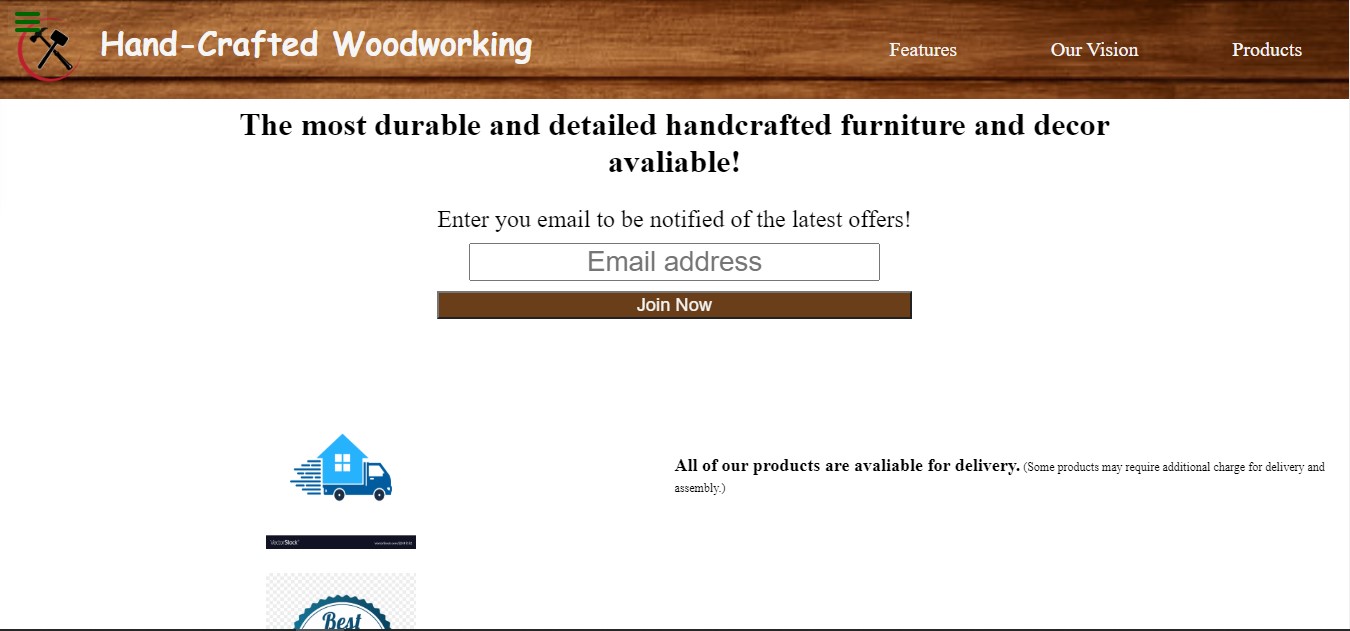 Hand-Crafted Woodworking
Features
Our Vision
Products
The most durable and detailed handcrafted furniture and decor
avaliable!
Enter you email to be notified of the latest offers!
Email address
Join Now
All of our products are avaliable for delivery. (Some products may require additional charge for delivery and
assembly.)
VectorStock
Best